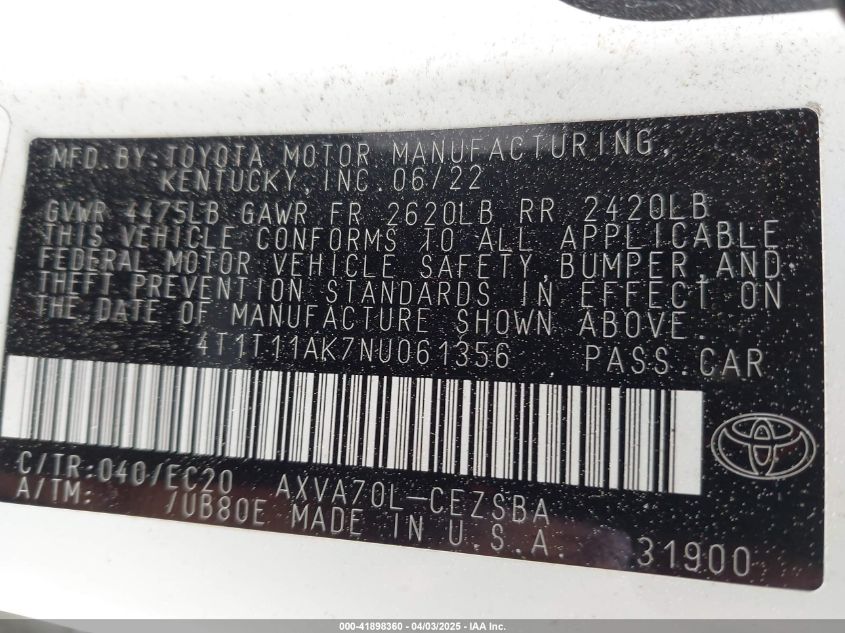 MFD. BY: TOYOTA MOTOR MANUFACTURING,
KENTUCKY, INC. 06/22
GVWR 4475LB GAWR FR 2620LB RR 2420LB
THIS VEHICLE CONFORMS TO ALL APPLICABLE
FEDERAL MOTOR VEHICLE SAFETY, BUMPER, AND
THEFT PREVENTION STANDARDS IN EFFECT ON
THE DATE OF MANUFACTURE SHOWN ABOVE.
4T1T11AK7NU061356 PASS. CAR
C/TR: 040/EC20 AXVA70L-CEZSBA
A/TM: /UB80E MADE IN U.S.A.
31900
000-41898360 - 04/03/2025 - IAA Inc.